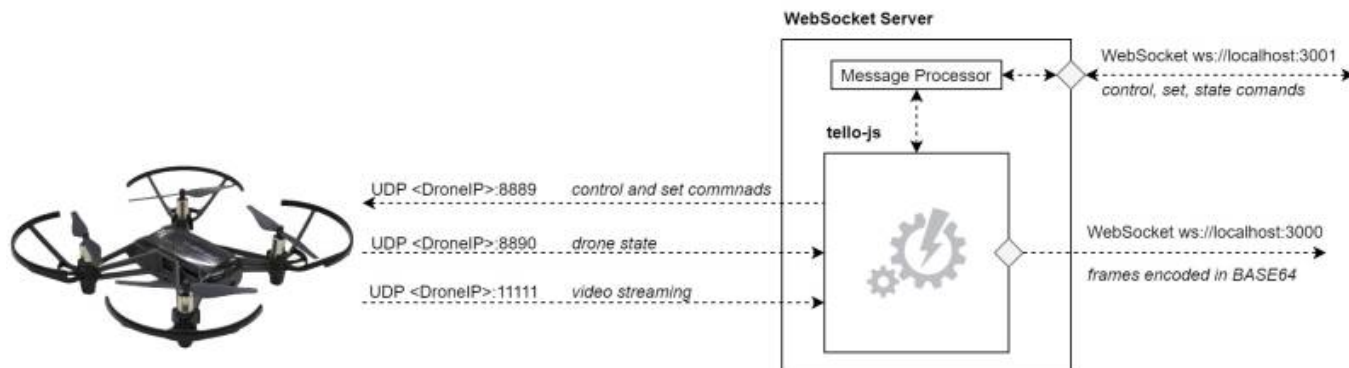 WebSocket Server
WebSocket ws://localhost:3001
Message Processor
control, set, state comands
tello-js
UDP <DroneIP>:8889 control and set commnads
UDP <DroneIP>:8890 drone state
WebSocket ws://localhost:3000
frames encoded in BASE64
UDP <DroneIP>:11111 video streaming